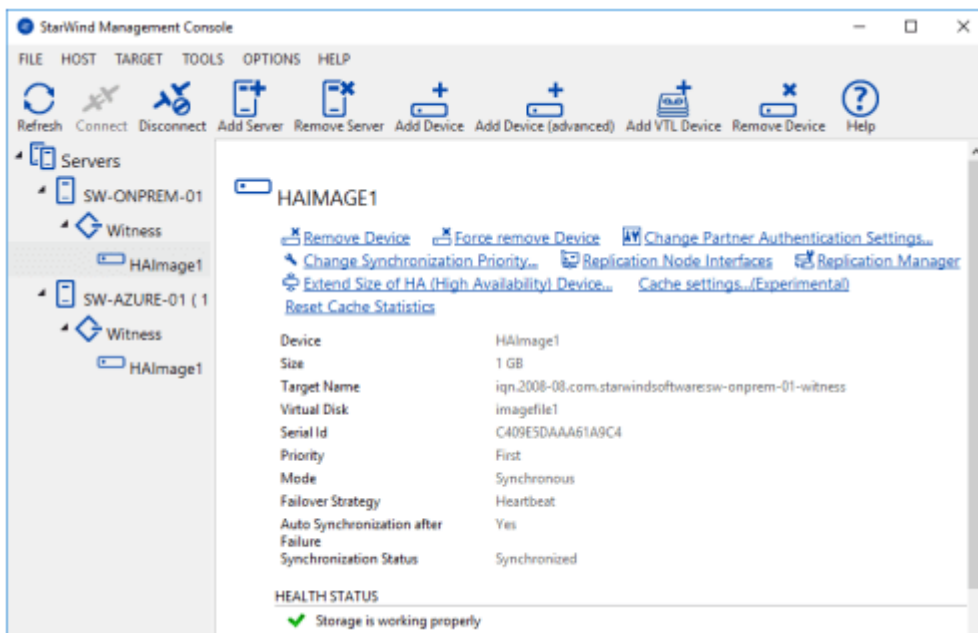 StarWind Management Console
FILE HOST TARGET TOOLS OPTIONS HELP
Refresh Connect Disconnect Add Server Remove Server Add Device Add Device (advanced) Add VTL Device Remove Device Help
Servers
SW-ONPREM-01
Witness
HAImage1
SW-AZURE-01 ( 1
Witness
HAImage1
HAIMAGE1
Remove Device Force remove Device Change Partner Authentication Settings...
Change Synchronization Priority... Replication Node Interfaces Replication Manager
Extend Size of HA (High Availability) Device... Cache settings...(Experimental)
Reset Cache Statistics
Device HAImage1
Size 1 GB
Target Name iqn.2008-08.com.starwindsoftware:sw-onprem-01-witness
Virtual Disk imagefile1
Serial Id C409E5DAAA61A9C4
Priority First
Mode Synchronous
Failover Strategy Heartbeat
Auto Synchronization after Yes
Failure
Synchronization Status Synchronized
HEALTH STATUS
Storage is working properly